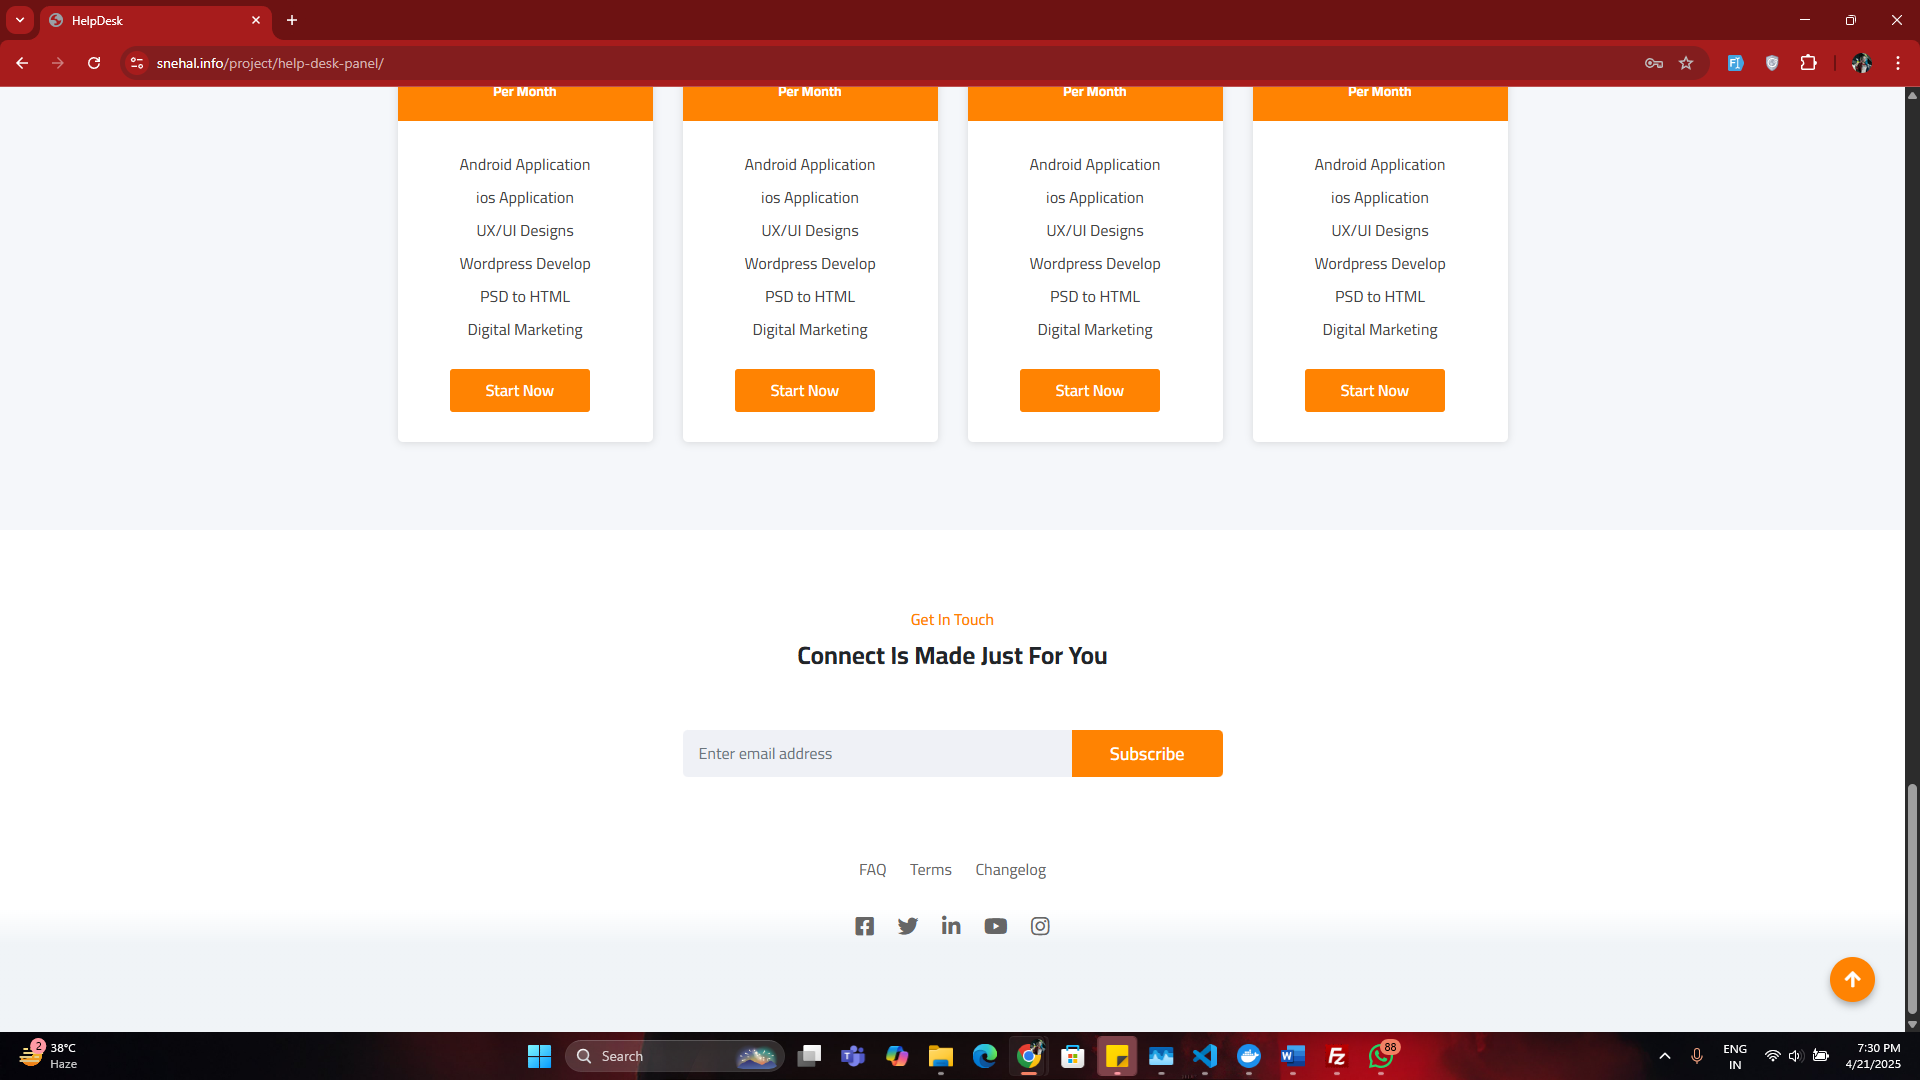 HelpDesk
snehal.info/project/help-desk-panel/
Per Month Per Month Per Month Per Month
Android Application Android Application Android Application Android Application
ios Application ios Application ios Application ios Application
UX/UI Designs UX/UI Designs UX/UI Designs UX/UI Designs
Wordpress Develop Wordpress Develop Wordpress Develop Wordpress Develop
PSD to HTML PSD to HTML PSD to HTML PSD to HTML
Digital Marketing Digital Marketing Digital Marketing Digital Marketing
Start Now Start Now Start Now Start Now
Get In Touch
Connect Is Made Just For You
Enter email address Subscribe
FAQ Terms Changelog
2 38°C
Haze
Search
88
ENG
IN
7:30 PM
4/21/2025